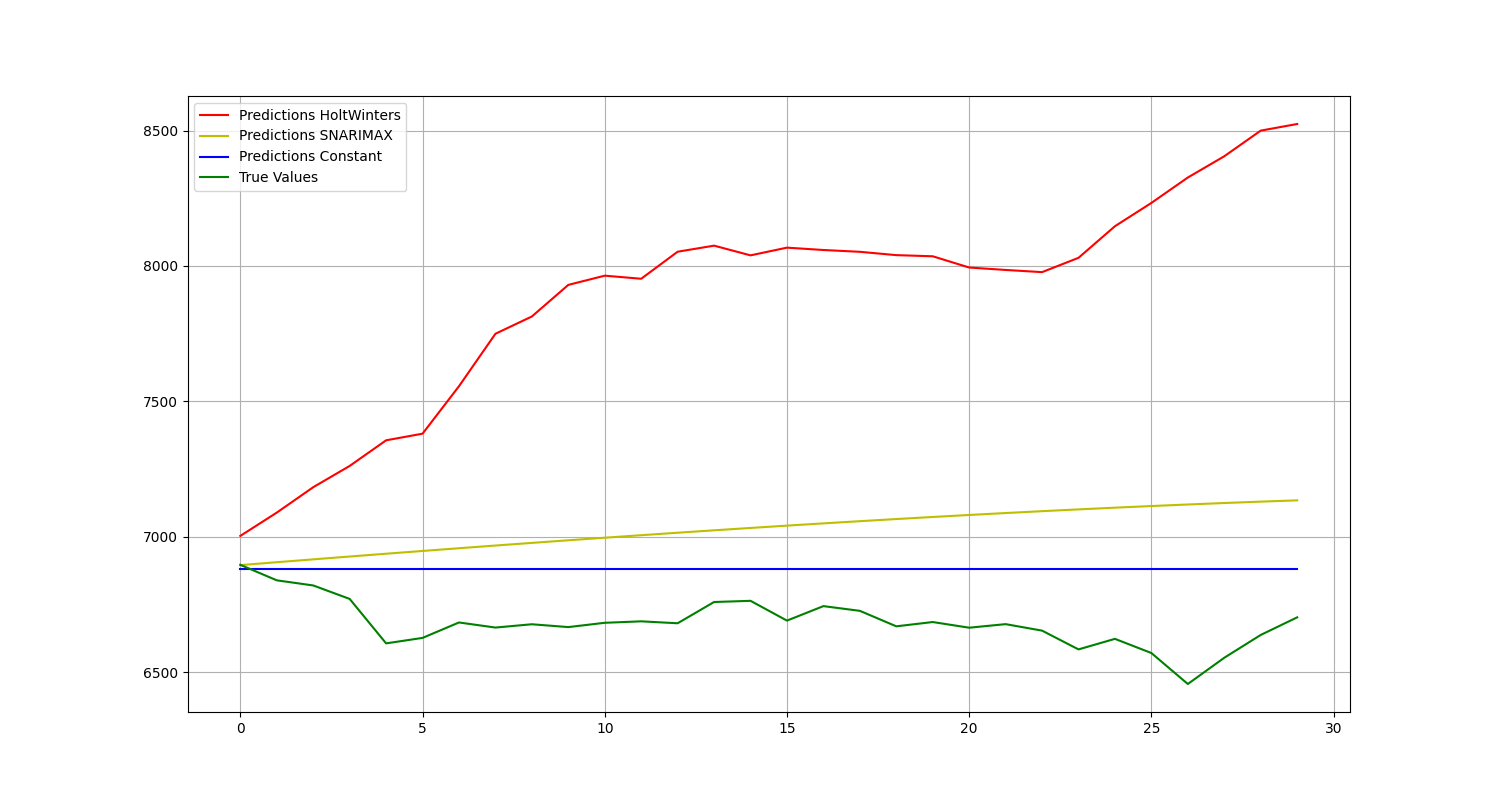 Predictions HoltWinters
Predictions SNARIMAX
Predictions Constant
True Values
8500
8000
7500
7000
6500
0 5 10 15 20 25 30